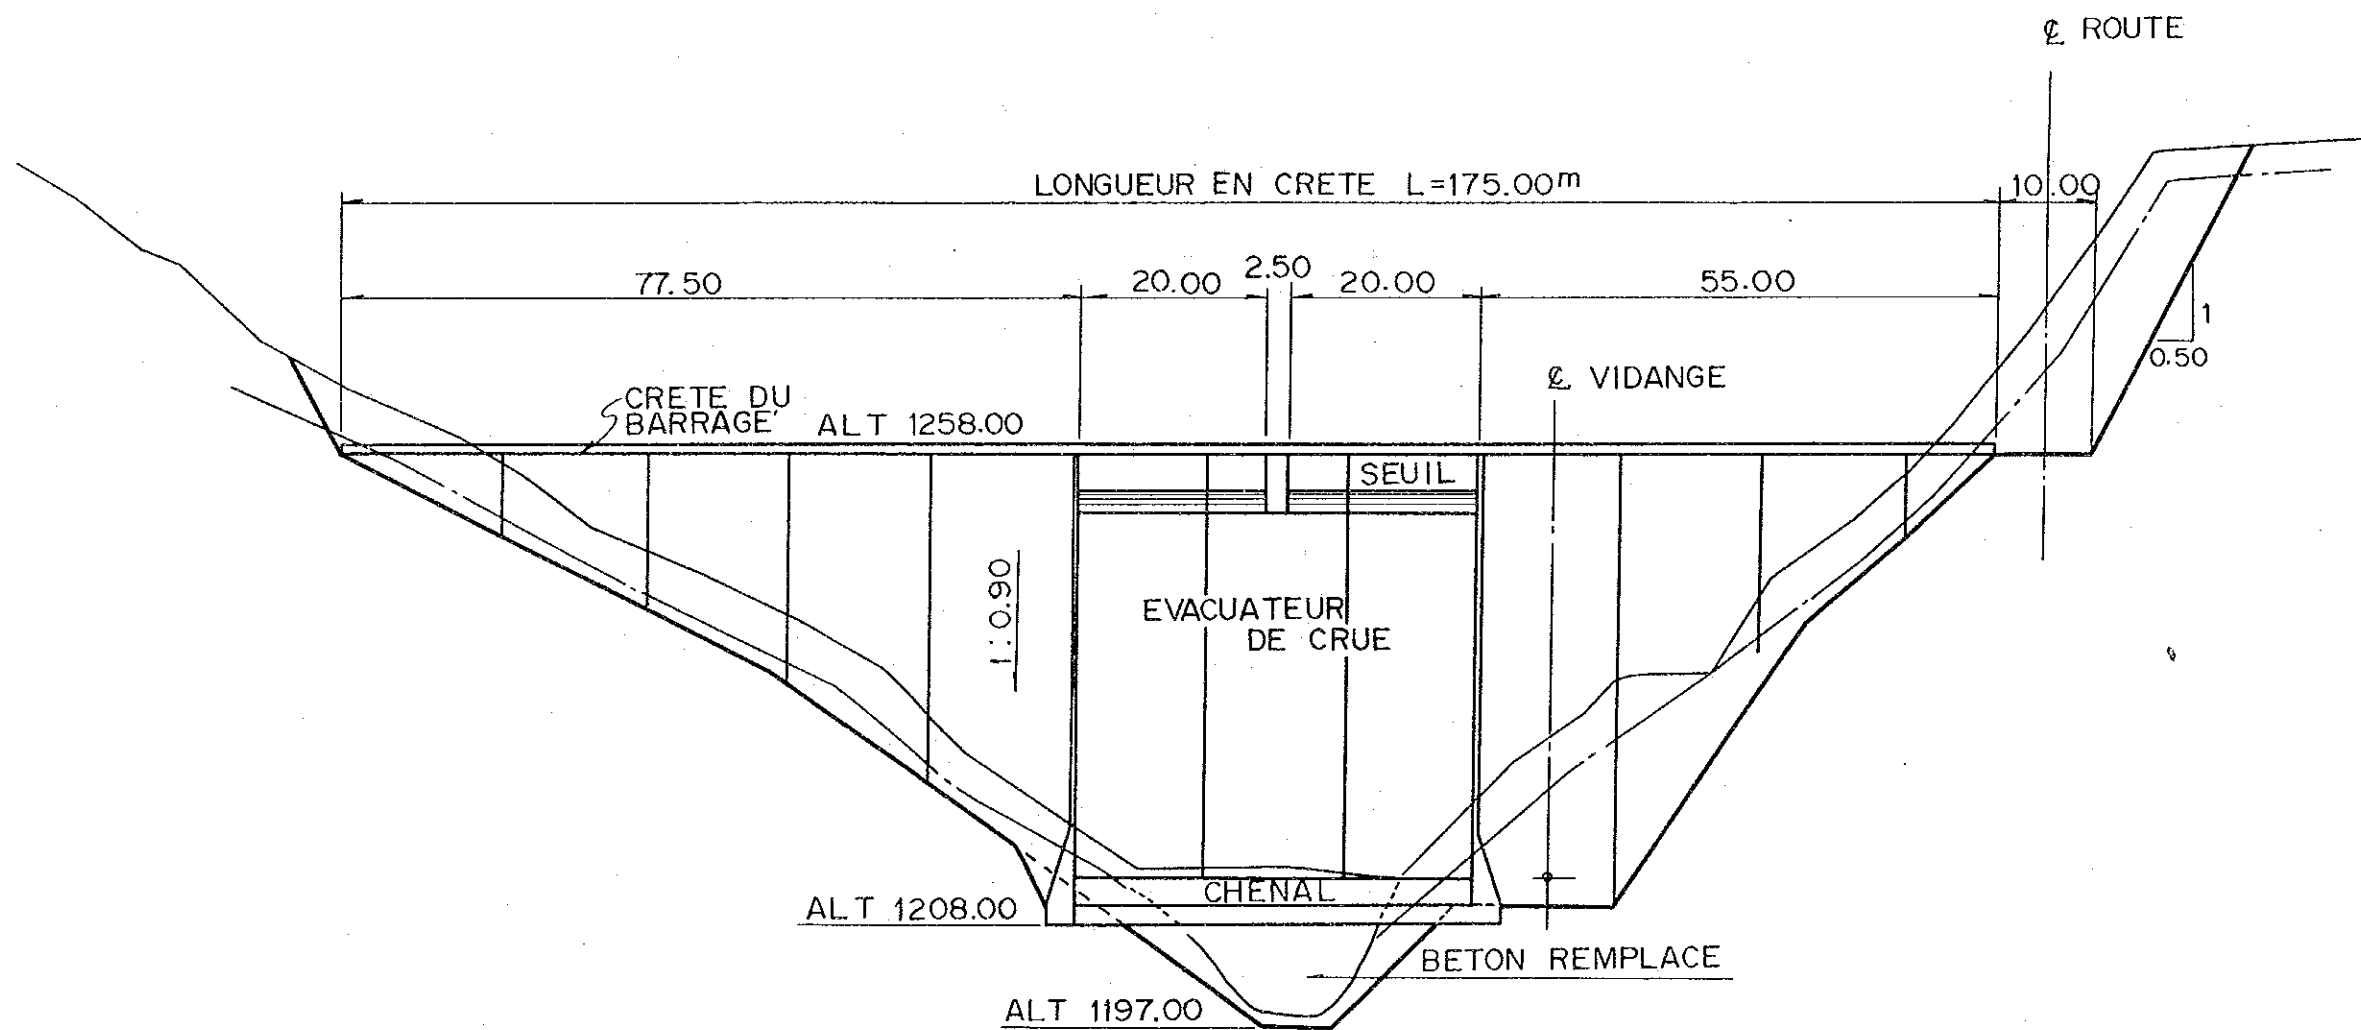 ℄ ROUTE
LONGUEUR EN CRETE L=175.00m
10.00
77.50
20.00
2.50
20.00
55.00
1
0.50
℄ VIDANGE
CRETE DU
BARRAGE
ALT 1258.00
SEUIL
1:0.90
EVACUATEUR
DE CRUE
CHENAL
ALT 1208.00
BETON REMPLACE
ALT 1197.00